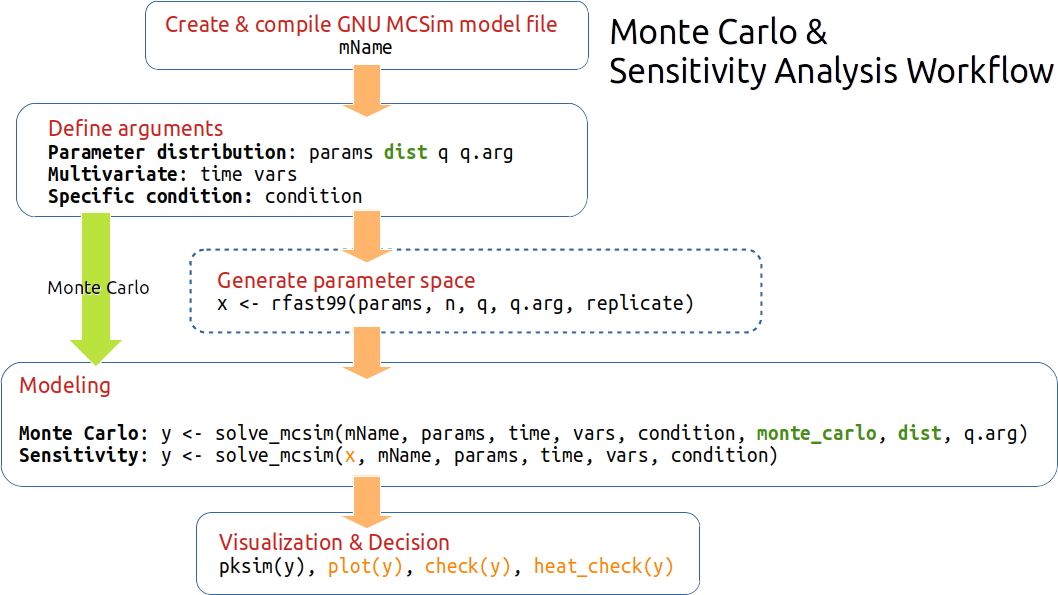 Create & compile GNU MCSim model file
mName
Monte Carlo &
Sensitivity Analysis Workflow
Define arguments
Parameter distribution: params dist q q.arg
Multivariate: time vars
Specific condition: condition
Monte Carlo
Generate parameter space
x <- rfast99(params, n, q, q.arg, replicate)
Modeling
Monte Carlo: y <- solve_mcsim(mName, params, time, vars, condition, monte_carlo, dist, q.arg)
Sensitivity: y <- solve_mcsim(x, mName, params, time, vars, condition)
Visualization & Decision
pksim(y), plot(y), check(y), heat_check(y)